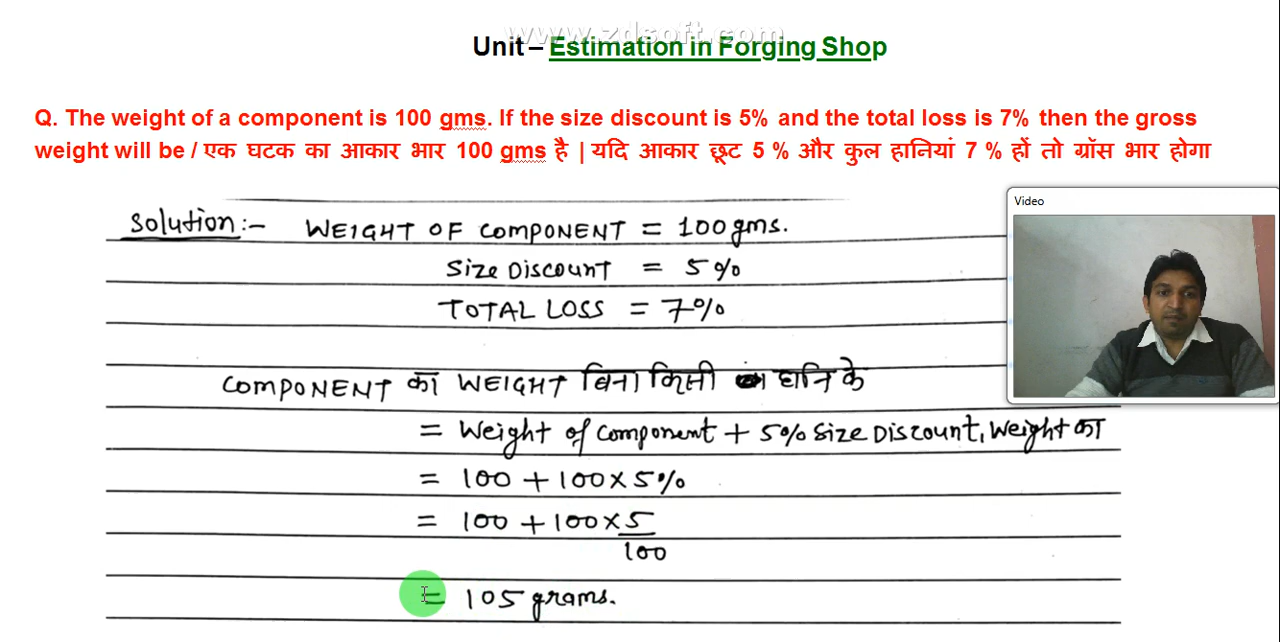 www.zdsoft.com
Unit – Estimation in Forging Shop
Q. The weight of a component is 100 gms. If the size discount is 5% and the total loss is 7% then the gross
weight will be / एक घटक का आकार भार 100 gms है | यदि आकार छूट 5 % और कुल हानियां 7 % हों तो ग्रॉस भार होगा
Video
Solution:-
WEIGHT OF COMPONENT = 100 gms.
SIZE DISCOUNT = 5%
TOTAL LOSS = 7%
COMPONENT का WEIGHT बिना किसी हानि के
= Weight of component + 5% SIZE DISCOUNT, Weight का
= 100 + 100 × 5%
= 100 + 100 × 5
100
= 105 grams.